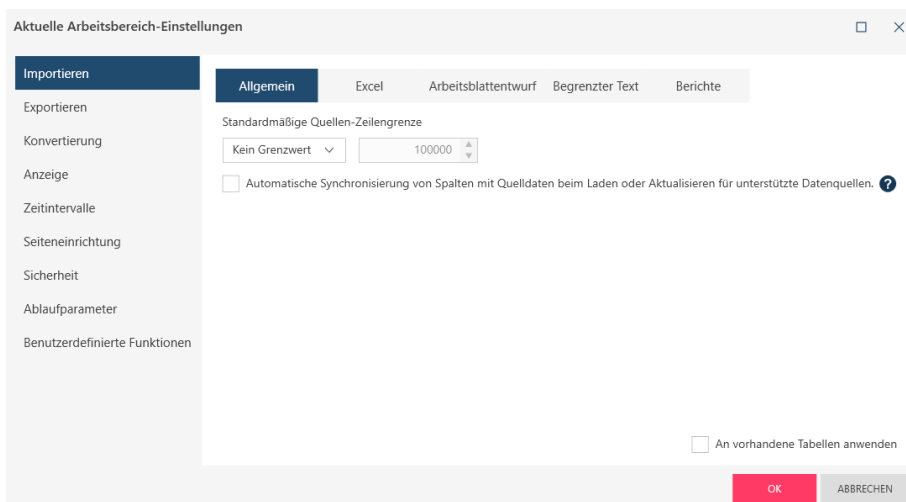 Aktuelle Arbeitsbereich-Einstellungen
Importieren
Exportieren
Konvertierung
Anzeige
Zeitintervalle
Seiteneinrichtung
Sicherheit
Ablaufparameter
Benutzerdefinierte Funktionen
Allgemein Excel Arbeitsblattentwurf Begrenzter Text Berichte
Standardmäßige Quellen-Zeilengrenze
Kein Grenzwert 100000
Automatische Synchronisierung von Spalten mit Quelldaten beim Laden oder Aktualisieren für unterstützte Datenquellen. ?
An vorhandene Tabellen anwenden
OK ABBRECHEN